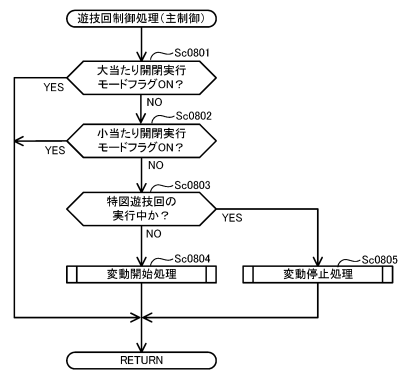 遊技回制御処理(主制御)
Sc0801
大当たり開閉実行
モードフラグON?
YES
NO
Sc0802
小当たり開閉実行
モードフラグON?
YES
NO
Sc0803
特図遊技回の
実行中か?
YES
NO
Sc0804
変動開始処理
Sc0805
変動停止処理
RETURN